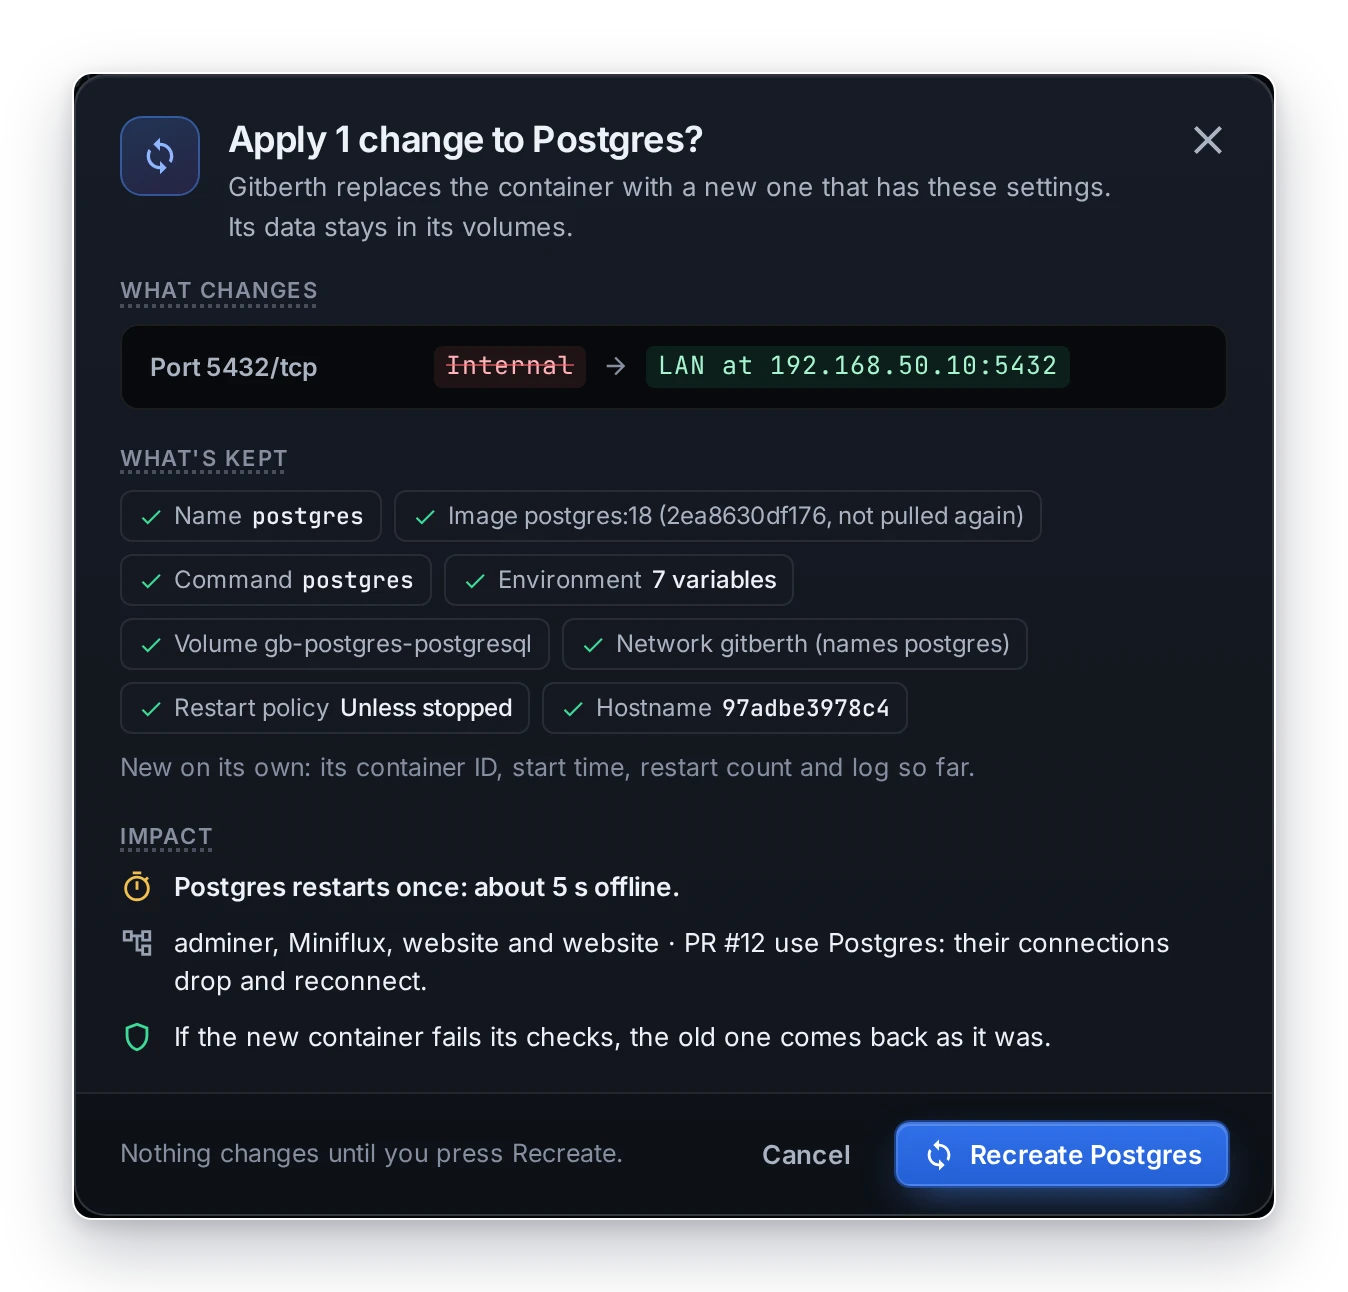 Apply 1 change to Postgres?
Gitberth replaces the container with a new one that has these settings.
Its data stays in its volumes.
WHAT CHANGES
Port 5432/tcp Internal → LAN at 192.168.50.10:5432
WHAT'S KEPT
Name postgres Image postgres:18 (2ea8630df176, not pulled again)
Command postgres Environment 7 variables
Volume gb-postgres-postgresql Network gitberth (names postgres)
Restart policy Unless stopped Hostname 97adbe3978c4
New on its own: its container ID, start time, restart count and log so far.
IMPACT
Postgres restarts once: about 5 s offline.
adminer, Miniflux, website and website · PR #12 use Postgres: their connections
drop and reconnect.
If the new container fails its checks, the old one comes back as it was.
Nothing changes until you press Recreate. Cancel Recreate Postgres